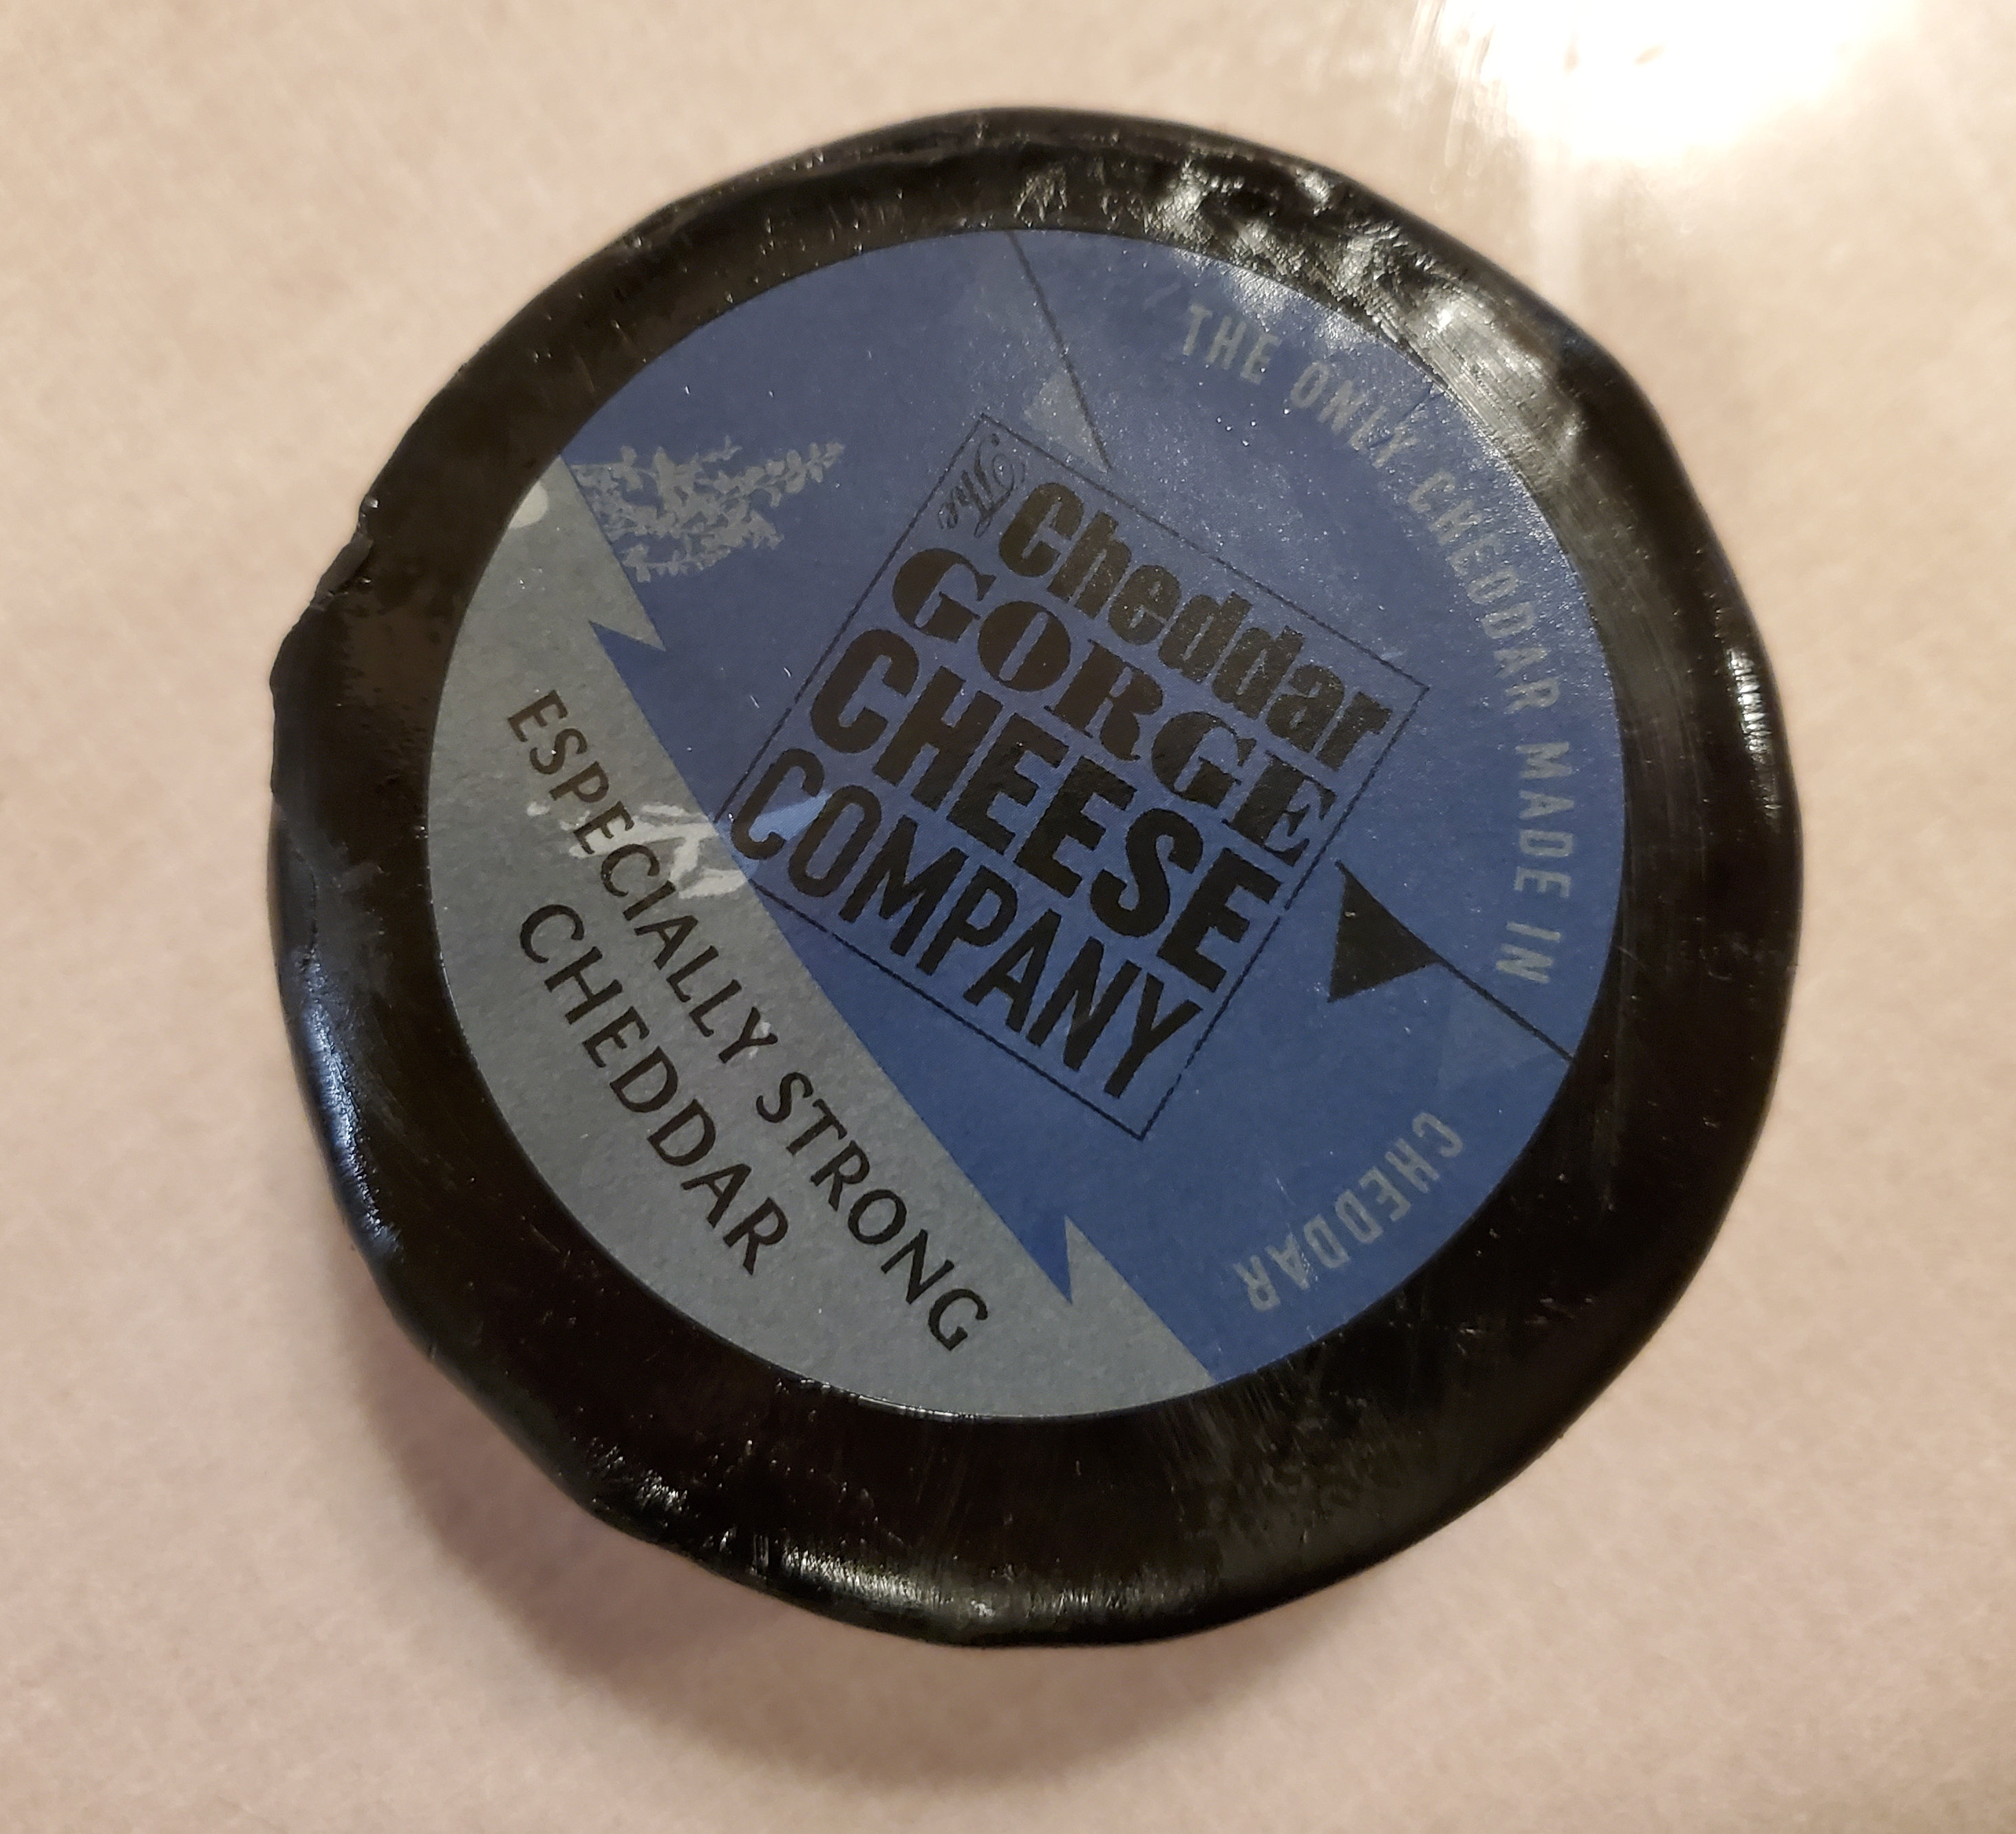 THE ONLY CHEDDAR MADE IN
CHEDDAR
The
Cheddar
GORGE
CHEESE
COMPANY
ESPECIALLY STRONG
CHEDDAR